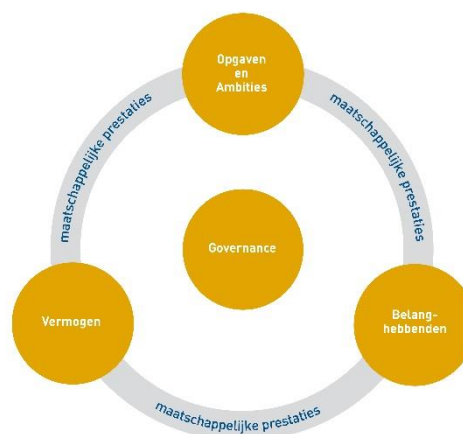 Opgaven
en
Ambities
maatschappelijke prestaties
maatschappelijke prestaties
Governance
Vermogen
Belang-
hebbenden
maatschappelijke prestaties